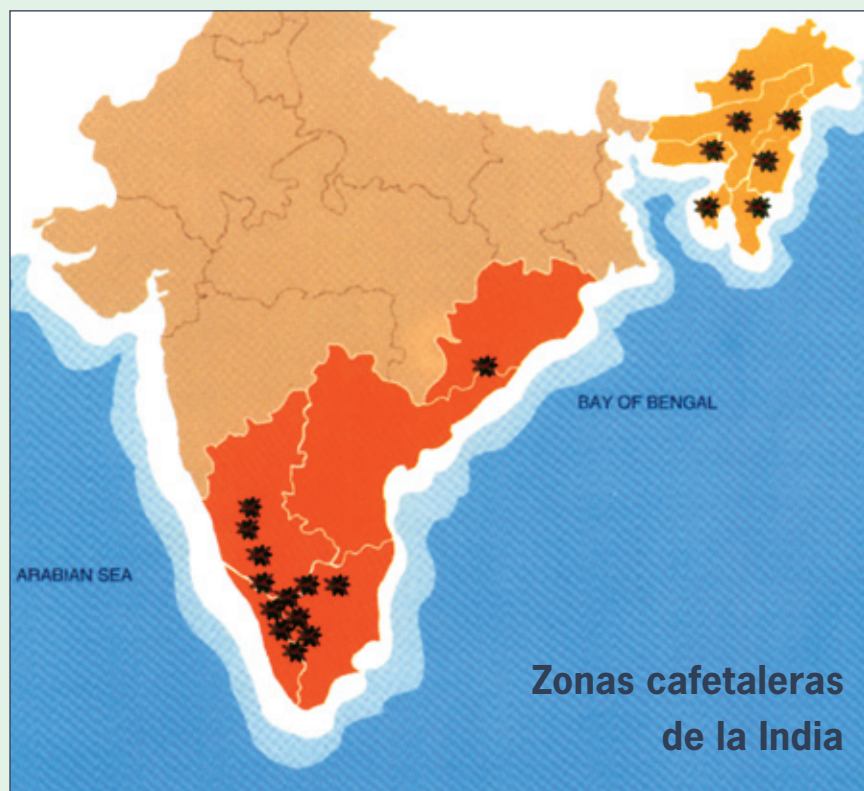 BAY OF BENGAL
ARABIAN SEA
Zonas cafetaleras
de la India